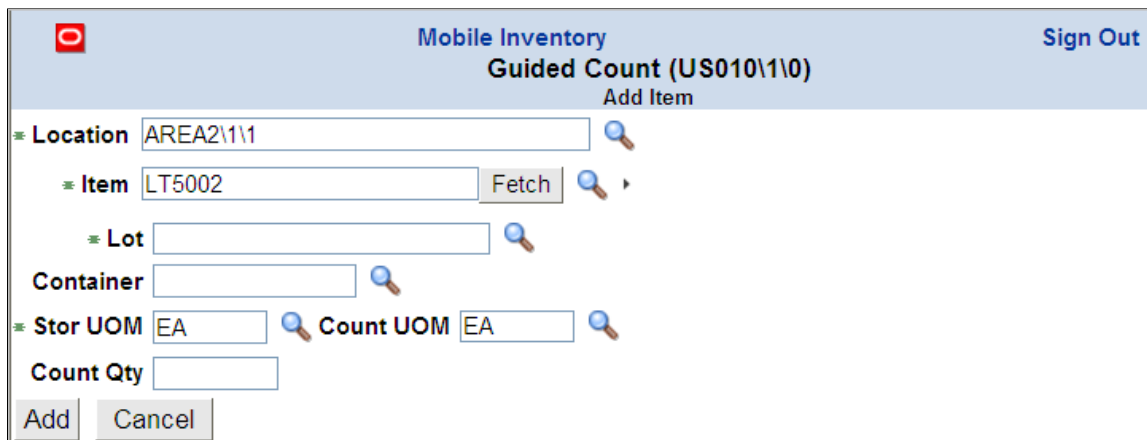 Mobile Inventory Sign Out
Guided Count (US010\1\0)
Add Item
* Location AREA2\1\1
* Item LT5002 Fetch
* Lot
Container
* Stor UOM EA Count UOM EA
Count Qty
Add Cancel